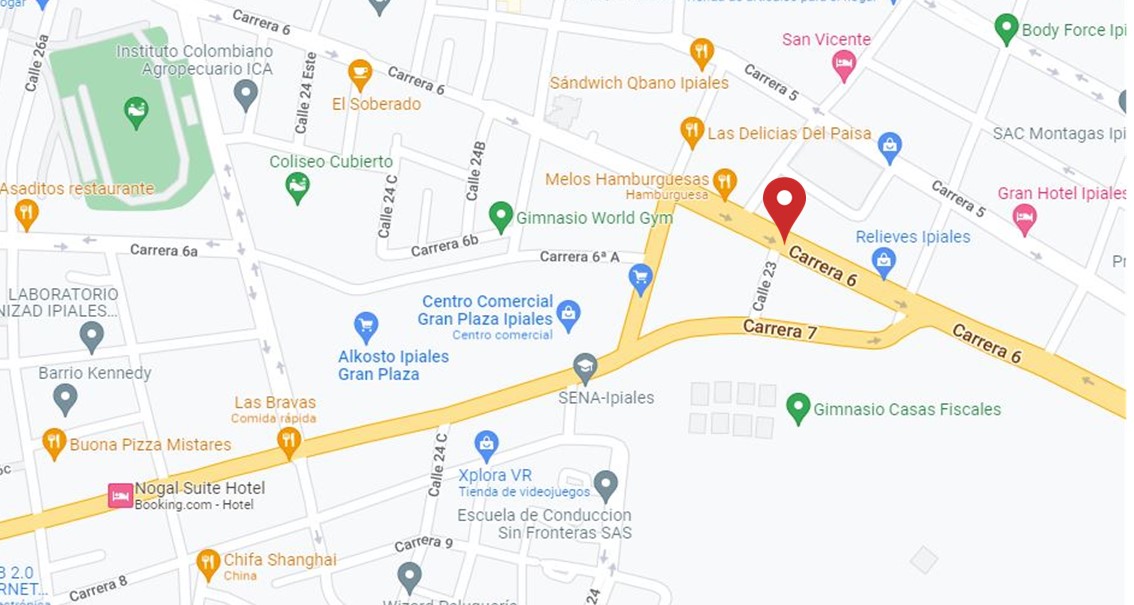 Carrera 6
San Vicente
Body Force Ipi
Calle 26a
Instituto Colombiano
Agropecuario ICA
Calle 24 Este
El Soberado
Carrera 6
Sándwich Qbano Ipiales
Carrera 5
Las Delicias Del Paisa
SAC Montagas Ipi
Coliseo Cubierto
Calle 24B
Asaditos restaurante
Calle 24 C
Melos Hamburguesas
Hamburguesa
Carrera 5
Gran Hotel Ipiales
Gimnasio World Gym
Carrera 6a
Carrera 6b
Carrera 6ª A
Relieves Ipiales
Carrera 6
Calle 23
LABORATORIO
NIZAD IPIALES...
Centro Comercial
Gran Plaza Ipiales
Centro comercial
Carrera 7
Carrera 6
Alkosto Ipiales
Gran Plaza
Barrio Kennedy
SENA-Ipiales
Las Bravas
Comida rápida
Gimnasio Casas Fiscales
Buona Pizza Mistares
Calle 24 C
Xplora VR
Tienda de videojuegos
Nogal Suite Hotel
Booking.com - Hotel
Escuela de Conduccion
Sin Fronteras SAS
Carrera 9
Chifa Shanghai
China
3 2.0
RNET...
Carrera 8
24